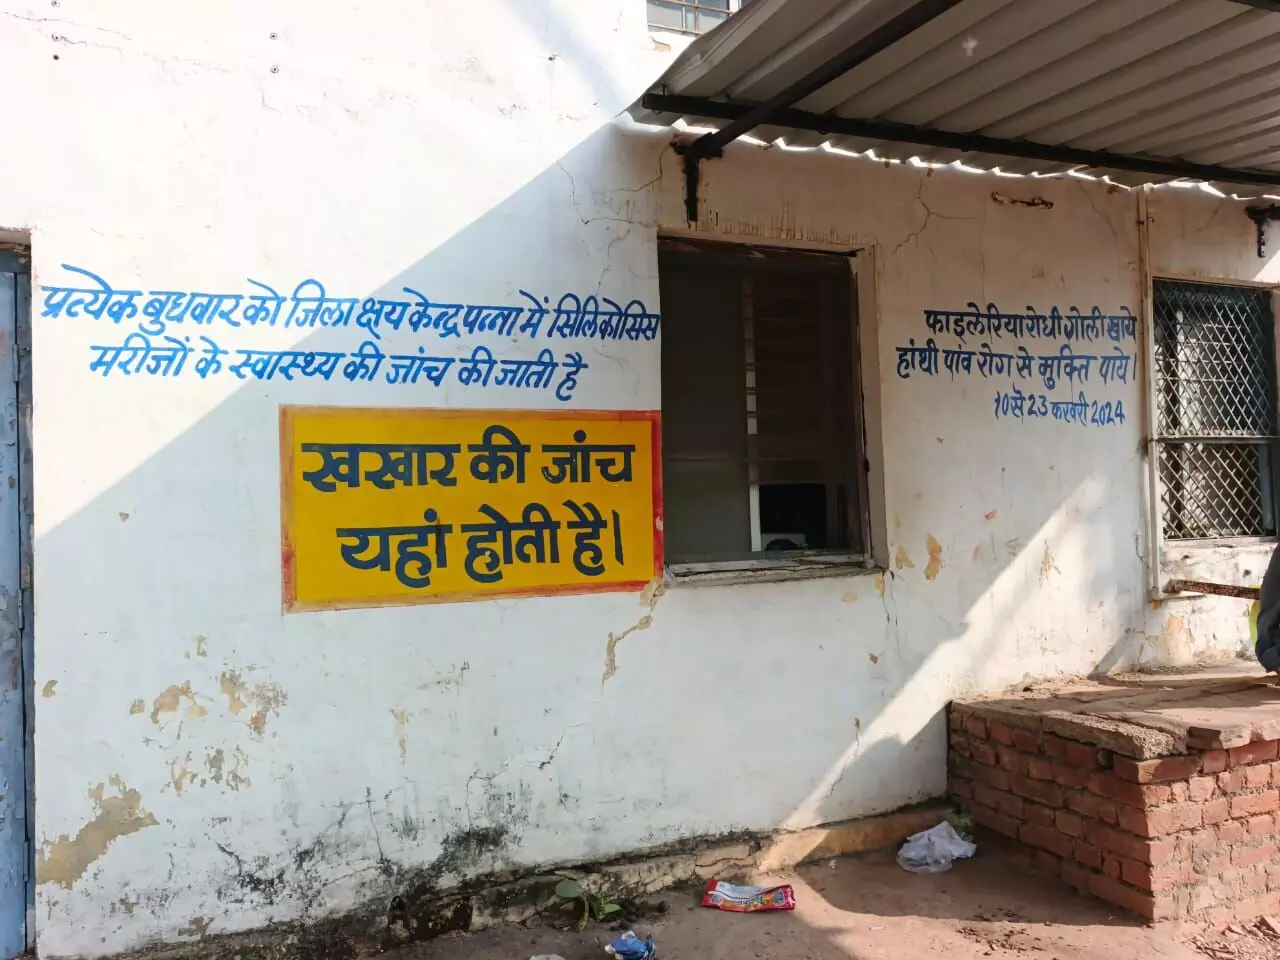 प्रत्येक बुधवार को जिला क्षय केन्द्र पन्ना में सिलिकोसिस
मरीजों के स्वास्थ्य की जांच की जाती है
खखार की जांच
यहां होती है।
फाइलेरिया रोधी गोली खाये
हांथी पांव रोग से मुक्ति पाये।
10 से 23 फरवरी 2024